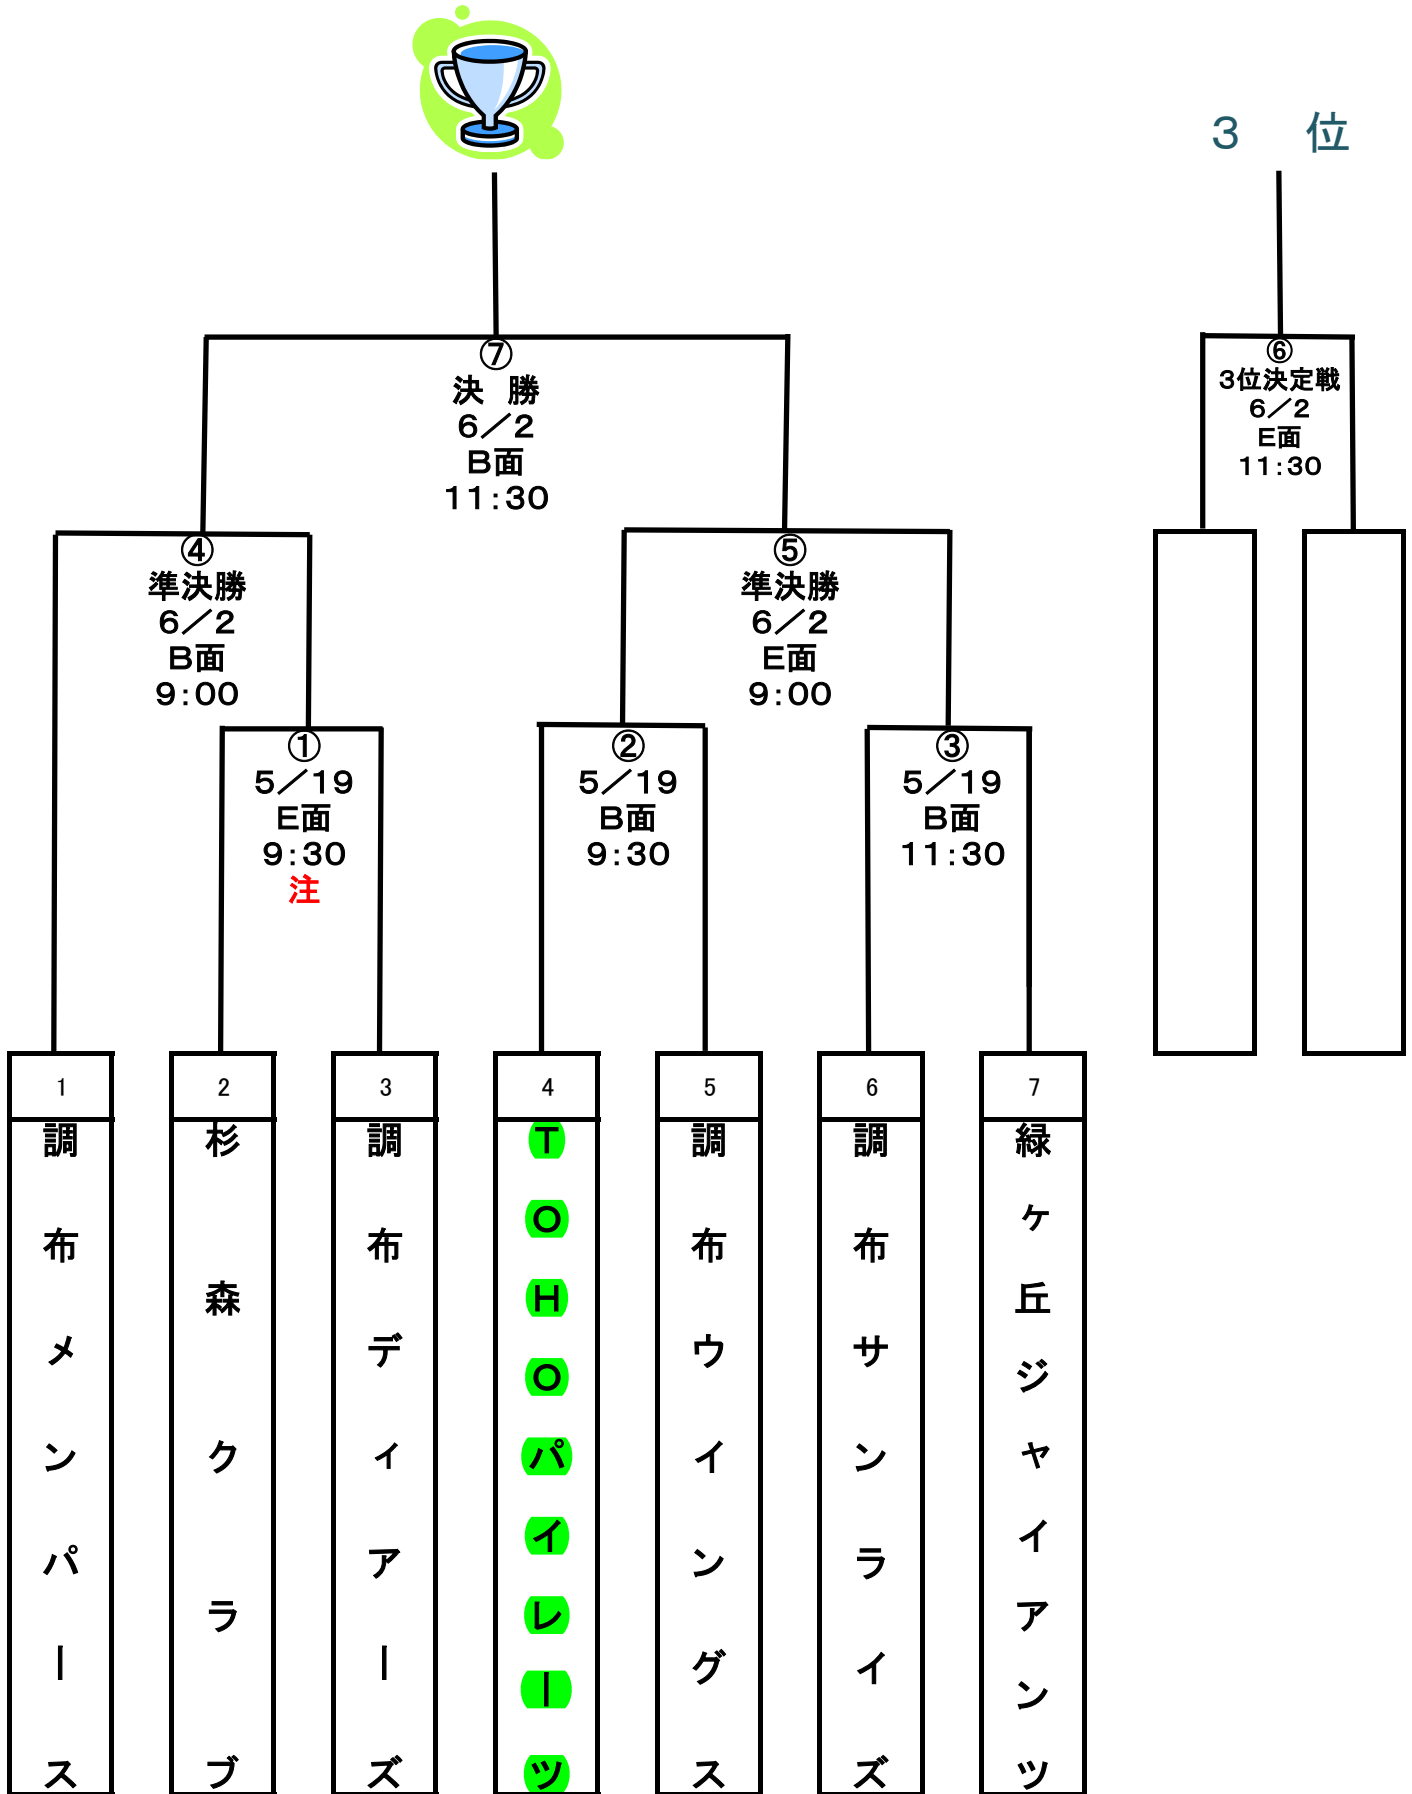 ３　位
⑦
決　勝
６／２
Ｂ面
１１：３０
⑥
３位決定戦
６／２
Ｅ面
１１：３０
④
準決勝
６／２
Ｂ面
９：００
⑤
準決勝
６／２
Ｅ面
９：００
①
５／１９
Ｅ面
９：３０
注
②
５／１９
Ｂ面
９：３０
③
５／１９
Ｂ面
１１：３０
1
調布メンパース
2
杉森クラブ
3
調布ディアーズ
4
ＴＯＨＯパイレーツ
5
調布ウイングス
6
調布サンライズ
7
緑ヶ丘ジャイアンツ